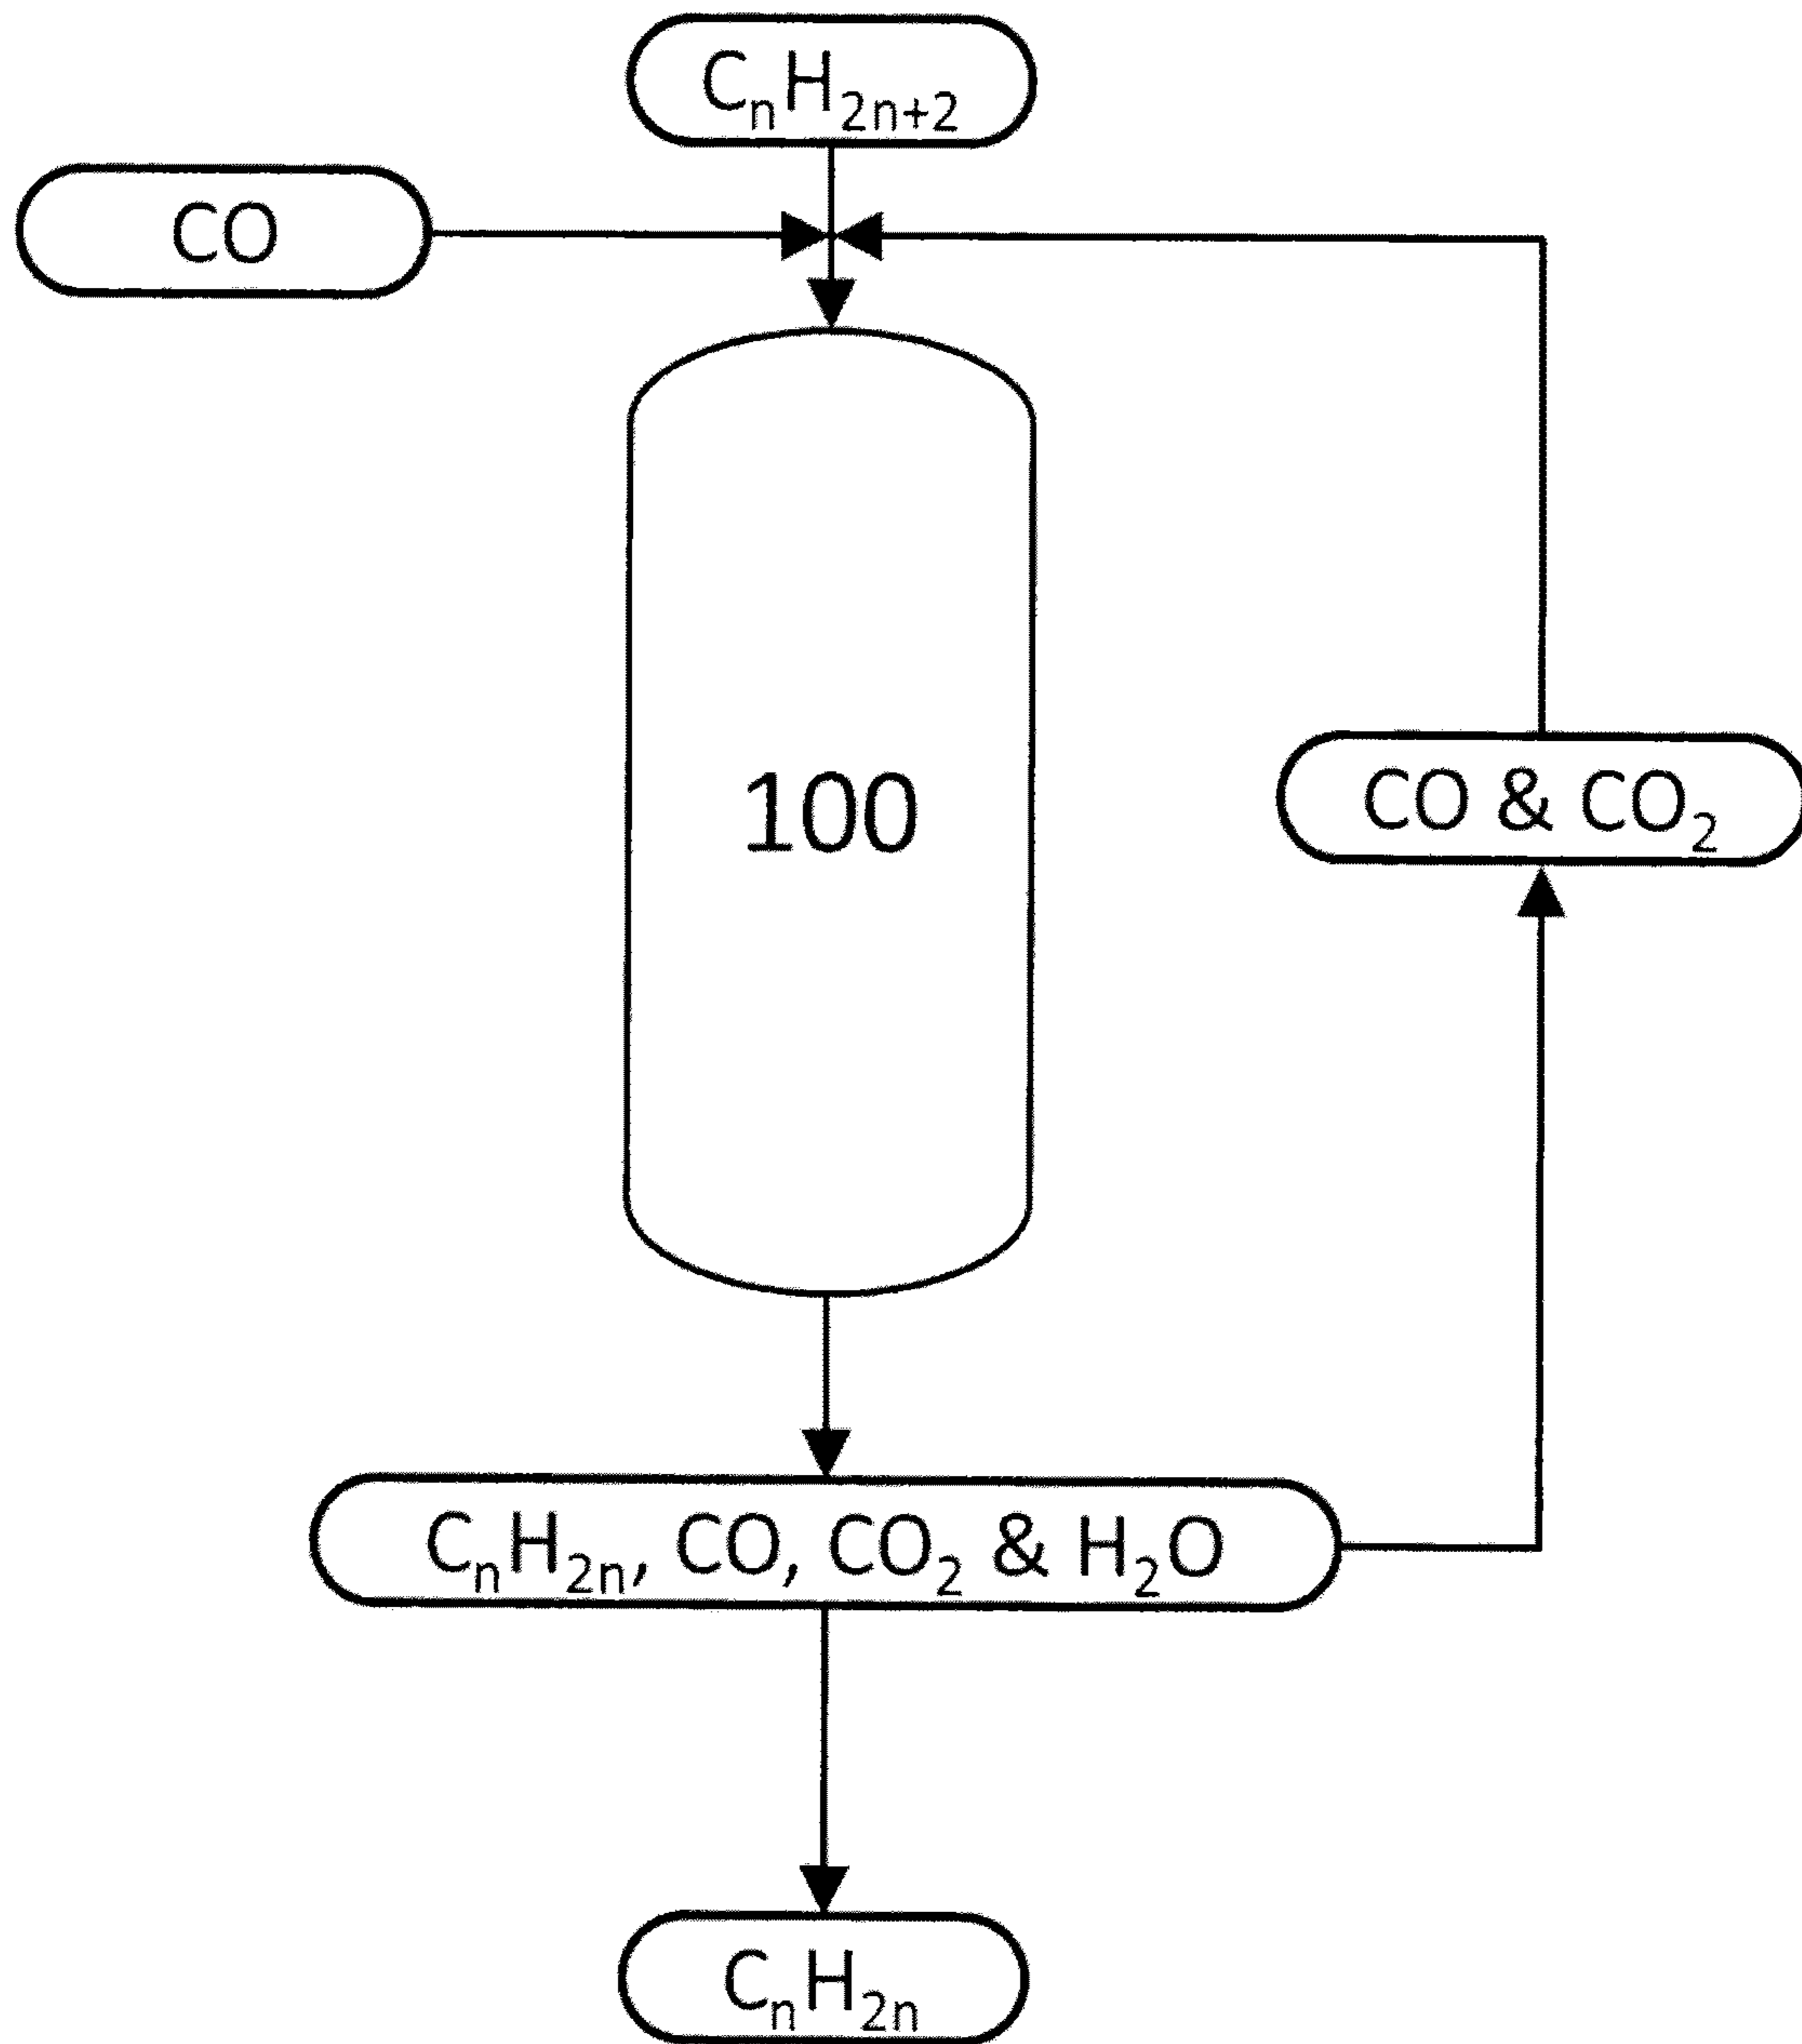 CₙH₂ₙ₊₂
CO
100
CO & CO₂
CₙH₂ₙ, CO, CO₂ & H₂O
CₙH₂ₙ